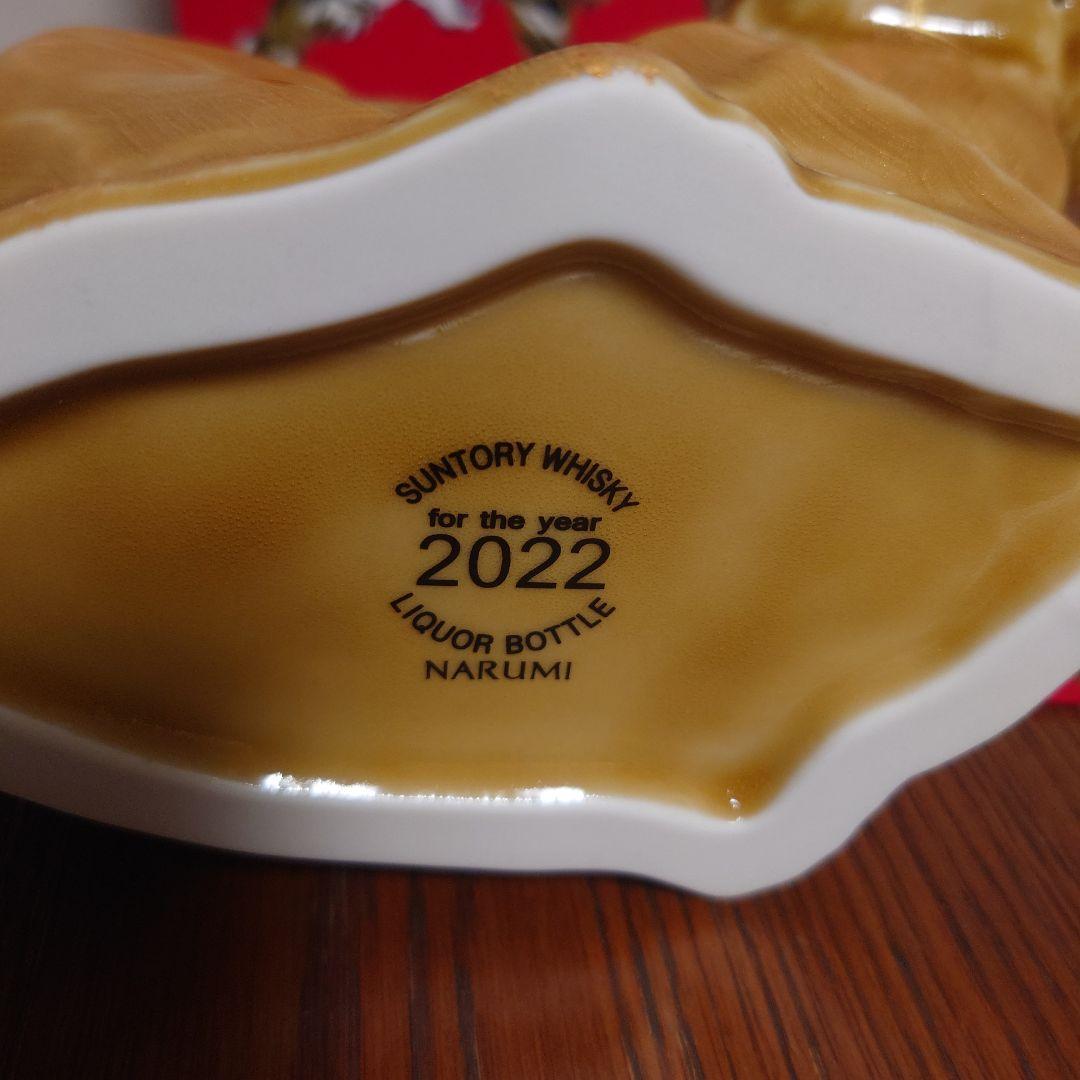 SUNTORY WHISKY
for the year
2022
LIQUOR BOTTLE
NARUMI